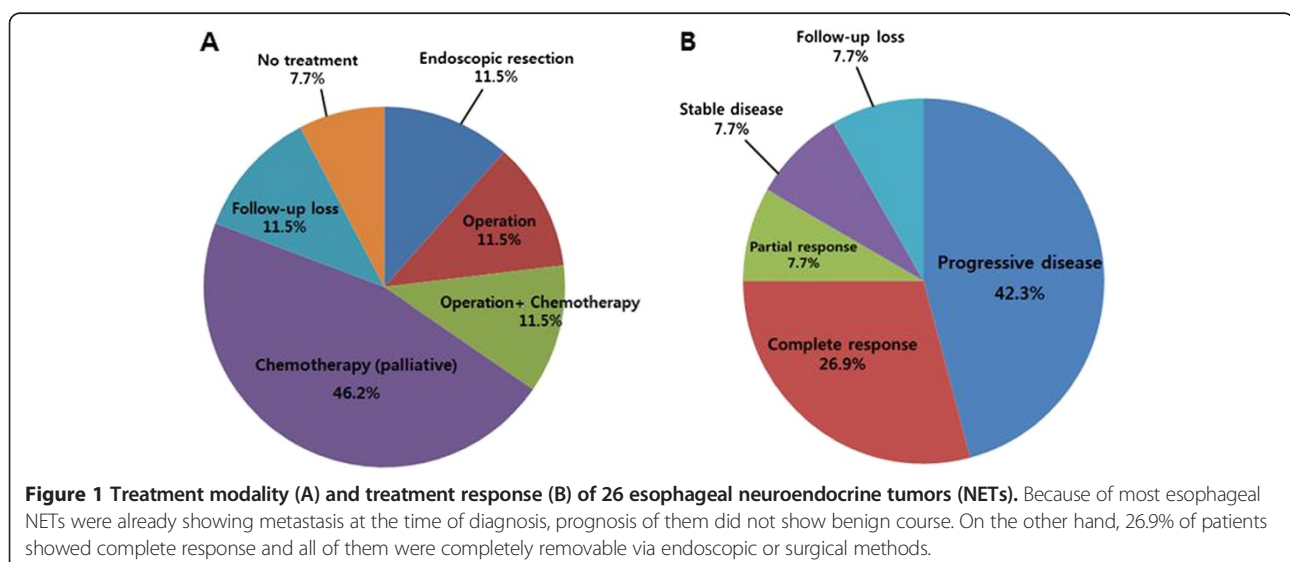 A
No treatment
7.7%
Endoscopic resection
11.5%
Operation
11.5%
Operation+ Chemotherapy
11.5%
Chemotherapy (palliative)
46.2%
Follow-up loss
11.5%
B
Follow-up loss
7.7%
Stable disease
7.7%
Partial response
7.7%
Progressive disease
42.3%
Complete response
26.9%
Figure 1 Treatment modality (A) and treatment response (B) of 26 esophageal neuroendocrine tumors (NETs). Because of most esophageal
NETs were already showing metastasis at the time of diagnosis, prognosis of them did not show benign course. On the other hand, 26.9% of patients
showed complete response and all of them were completely removable via endoscopic or surgical methods.